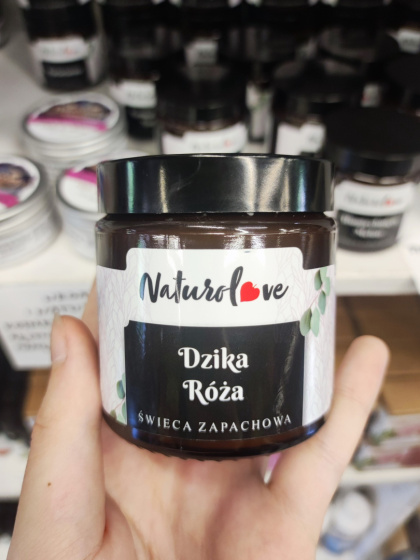 Naturolove
Dzika
Róża
ŚWIECA ZAPACHOWA